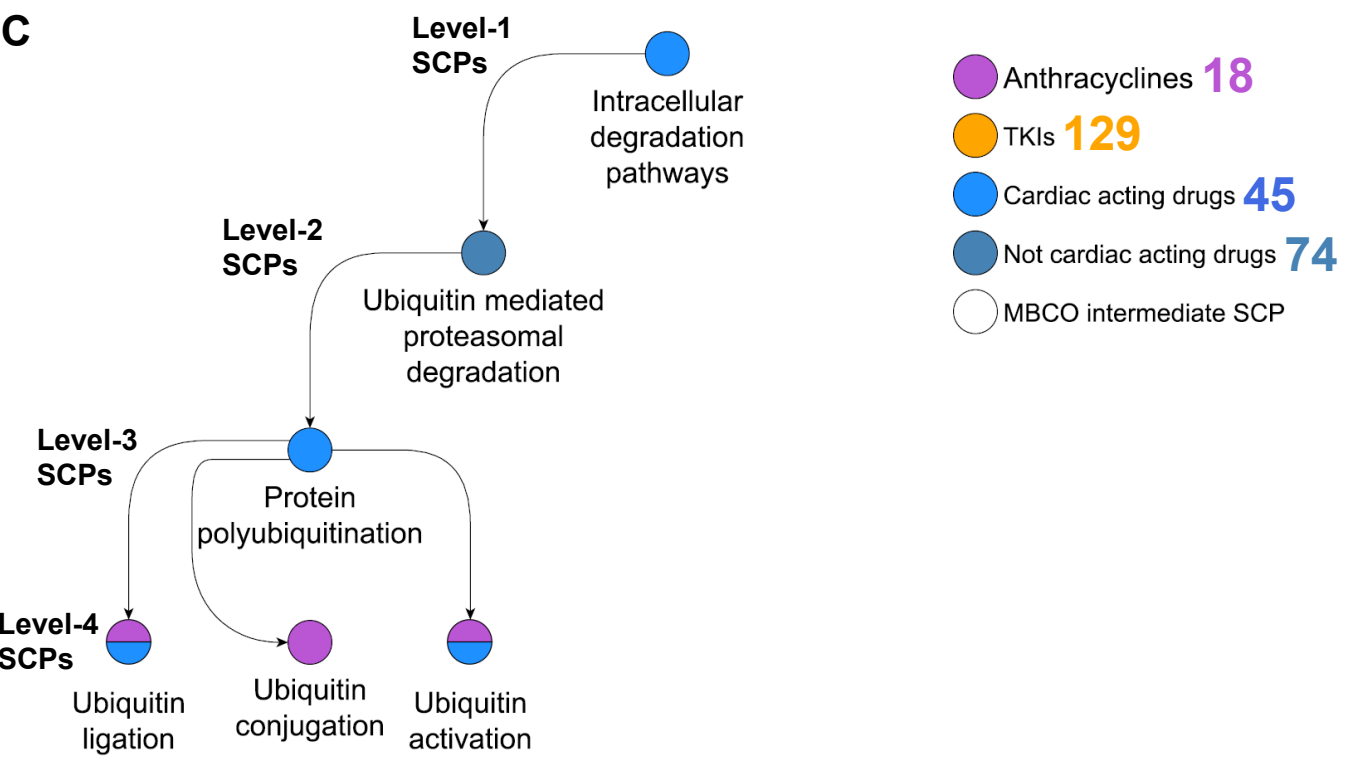 C
Level-1
SCPs
Intracellular
degradation
pathways
Level-2
SCPs
Ubiquitin mediated
proteasomal
degradation
Level-3
SCPs
Protein
polyubiquitination
Level-4
SCPs
Ubiquitin
ligation
Ubiquitin
conjugation
Ubiquitin
activation
Anthracyclines 18
TKIs 129
Cardiac acting drugs 45
Not cardiac acting drugs 74
MBCO intermediate SCP